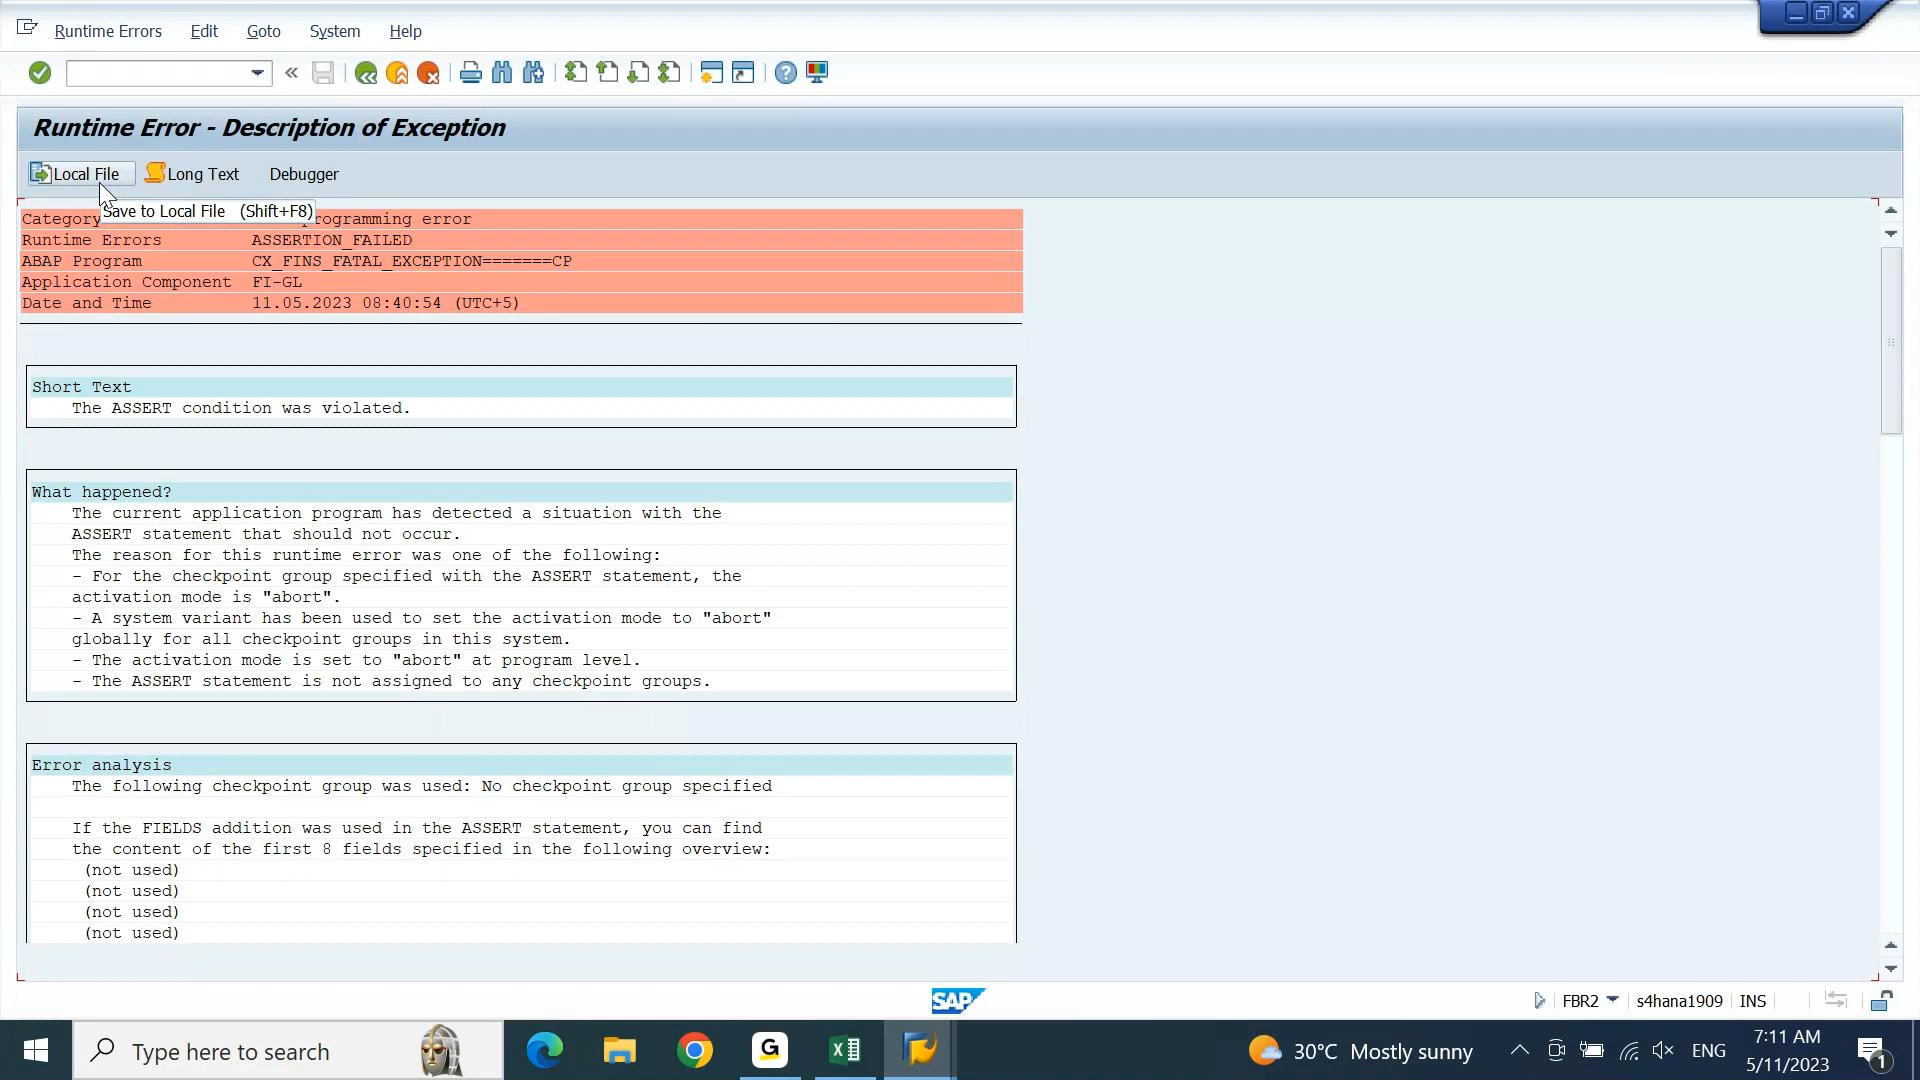 Runtime Errors Edit Goto System Help
Runtime Error - Description of Exception
Local File Long Text Debugger
Save to Local File (Shift+F8)
Category rogramming error
Runtime Errors ASSERTION_FAILED
ABAP Program CX_FINS_FATAL_EXCEPTION=======CP
Application Component FI-GL
Date and Time 11.05.2023 08:40:54 (UTC+5)
Short Text
The ASSERT condition was violated.
What happened?
The current application program has detected a situation with the
ASSERT statement that should not occur.
The reason for this runtime error was one of the following:
- For the checkpoint group specified with the ASSERT statement, the
activation mode is "abort".
- A system variant has been used to set the activation mode to "abort"
globally for all checkpoint groups in this system.
- The activation mode is set to "abort" at program level.
- The ASSERT statement is not assigned to any checkpoint groups.
Error analysis
The following checkpoint group was used: No checkpoint group specified
If the FIELDS addition was used in the ASSERT statement, you can find
the content of the first 8 fields specified in the following overview:
(not used)
(not used)
(not used)
(not used)
SAP FBR2 s4hana1909 INS
Type here to search G 30°C Mostly sunny ENG 7:11 AM
5/11/2023 1